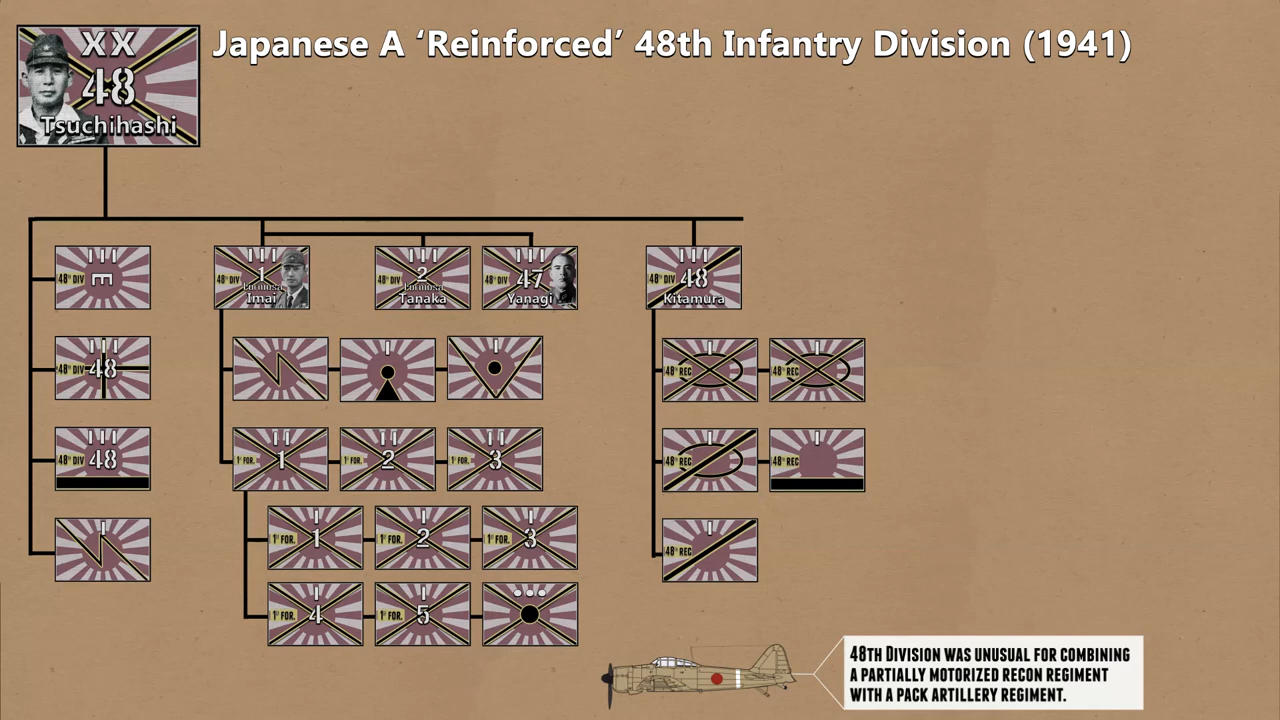 XX
48
Tsuchihashi
Japanese A ‘Reinforced’ 48th Infantry Division (1941)
III
48th DIV
E
III
48th DIV
48
III
48th DIV
48
I
III
48th DIV
1
Formosa
Imai
III
48th DIV
2
Formosa
Tanaka
III
48th DIV
47
Yanagi
III
48th DIV
48
Kitamura
I
I
II
1st FOR.
1
II
1st FOR.
2
II
1st FOR.
3
I
1st FOR.
1
I
1st FOR.
2
I
1st FOR.
3
I
1st FOR.
4
I
1st FOR.
5
I
48th REC
I
48th REC
I
48th REC
I
48th REC
I
48th REC
48TH DIVISION WAS UNUSUAL FOR COMBINING
A PARTIALLY MOTORIZED RECON REGIMENT
WITH A PACK ARTILLERY REGIMENT.